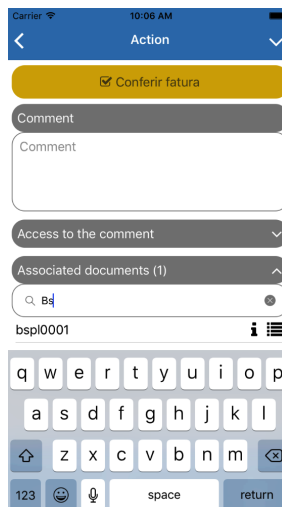 Carrier 10:06 AM
Action
Conferir fatura
Comment
Comment
Access to the comment
Associated documents (1)
Bs
bspl0001
q w e r t y u i o p
a s d f g h j k l
z x c v b n m
123 space return